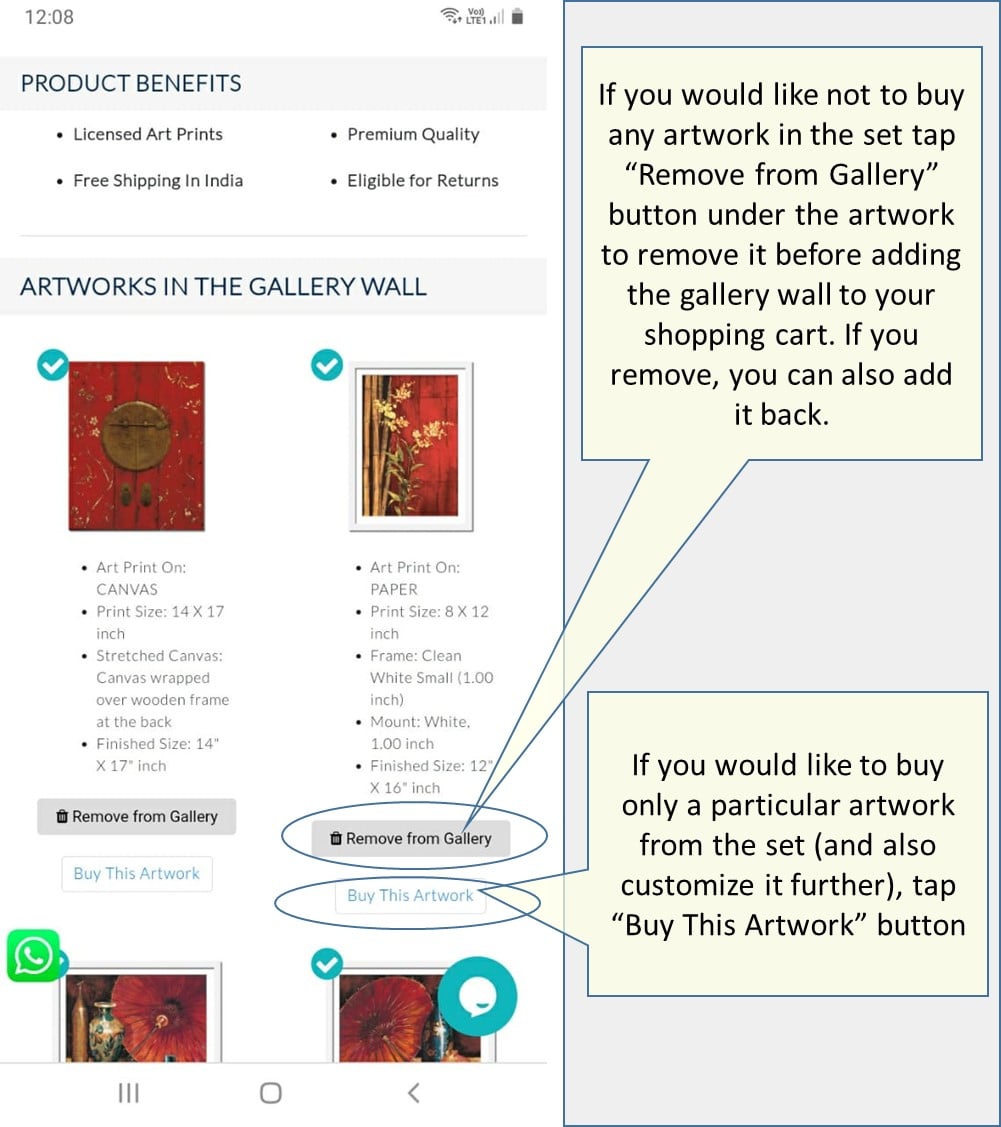 12:08
Vo))
LTE1
PRODUCT BENEFITS
• Licensed Art Prints
• Premium Quality
• Free Shipping In India
• Eligible for Returns
ARTWORKS IN THE GALLERY WALL
• Art Print On:
CANVAS
• Print Size: 14 X 17
inch
• Stretched Canvas:
Canvas wrapped
over wooden frame
at the back
• Finished Size: 14"
X 17" inch
Remove from Gallery
Buy This Artwork
• Art Print On:
PAPER
• Print Size: 8 X 12
inch
• Frame: Clean
White Small (1.00
inch)
• Mount: White,
1.00 inch
• Finished Size: 12"
X 16" inch
Remove from Gallery
Buy This Artwork
If you would like not to buy
any artwork in the set tap
“Remove from Gallery”
button under the artwork
to remove it before adding
the gallery wall to your
shopping cart. If you
remove, you can also add
it back.
If you would like to buy
only a particular artwork
from the set (and also
customize it further), tap
“Buy This Artwork” button